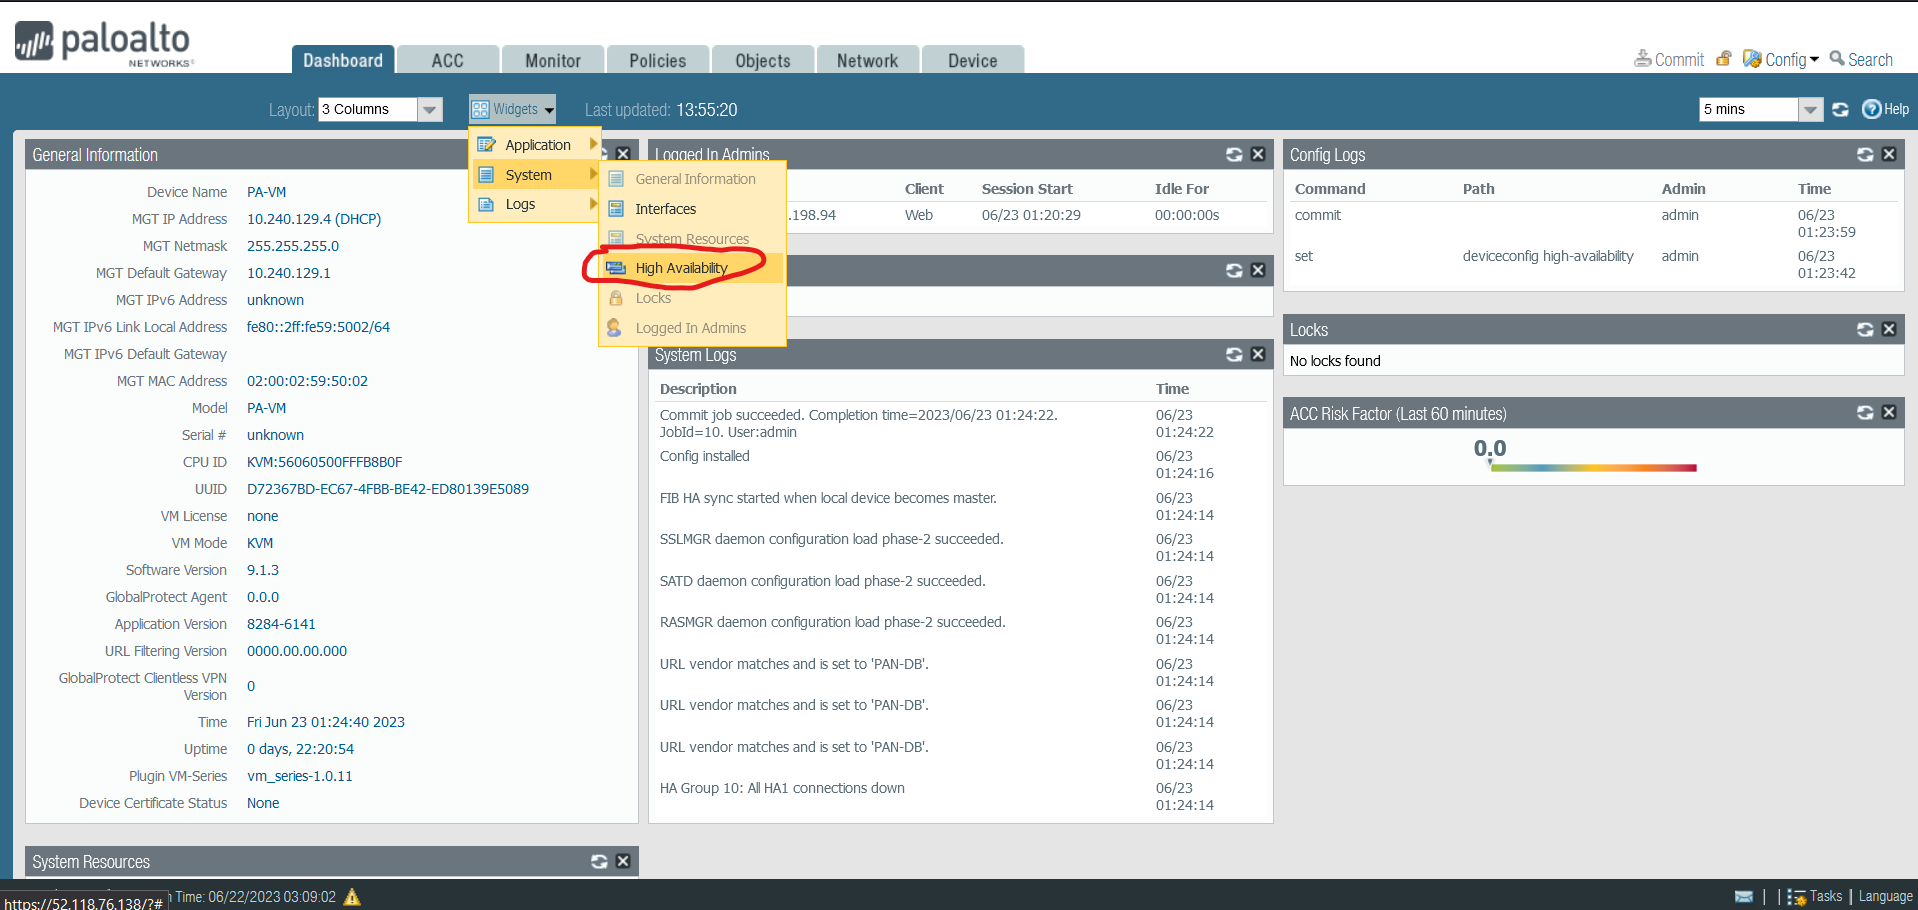 paloalto
NETWORKS
Dashboard
ACC
Monitor
Policies
Objects
Network
Device
Commit
Config
Search
Layout:
3 Columns
Widgets
Last updated: 13:55:20
5 mins
Help
Application
System
Logs
General Information
Interfaces
System Resources
High Availability
Locks
Logged In Admins
General Information
Device Name PA-VM
MGT IP Address 10.240.129.4 (DHCP)
MGT Netmask 255.255.255.0
MGT Default Gateway 10.240.129.1
MGT IPv6 Address unknown
MGT IPv6 Link Local Address fe80::2ff:fe59:5002/64
MGT IPv6 Default Gateway
MGT MAC Address 02:00:02:59:50:02
Model PA-VM
Serial # unknown
CPU ID KVM:56060500FFFB8B0F
UUID D72367BD-EC67-4FBB-BE42-ED80139E5089
VM License none
VM Mode KVM
Software Version 9.1.3
GlobalProtect Agent 0.0.0
Application Version 8284-6141
URL Filtering Version 0000.00.00.000
GlobalProtect Clientless VPN
Version 0
Time Fri Jun 23 01:24:40 2023
Uptime 0 days, 22:20:54
Plugin VM-Series vm_series-1.0.11
Device Certificate Status None
System Resources
Logged In Admins
Client Session Start Idle For
.198.94 Web 06/23 01:20:29 00:00:00s
System Logs
Description Time
Commit job succeeded. Completion time=2023/06/23 01:24:22. 06/23
JobId=10. User:admin 01:24:22
Config installed 06/23
01:24:16
FIB HA sync started when local device becomes master. 06/23
01:24:14
SSLMGR daemon configuration load phase-2 succeeded. 06/23
01:24:14
SATD daemon configuration load phase-2 succeeded. 06/23
01:24:14
RASMGR daemon configuration load phase-2 succeeded. 06/23
01:24:14
URL vendor matches and is set to 'PAN-DB'. 06/23
01:24:14
URL vendor matches and is set to 'PAN-DB'. 06/23
01:24:14
URL vendor matches and is set to 'PAN-DB'. 06/23
01:24:14
HA Group 10: All HA1 connections down 06/23
01:24:14
Config Logs
Command Path Admin Time
commit admin 06/23
01:23:59
set deviceconfig high-availability admin 06/23
01:23:42
Locks
No locks found
ACC Risk Factor (Last 60 minutes)
0.0
https://52.118.76.138/?#
Time: 06/22/2023 03:09:02
Tasks
Language